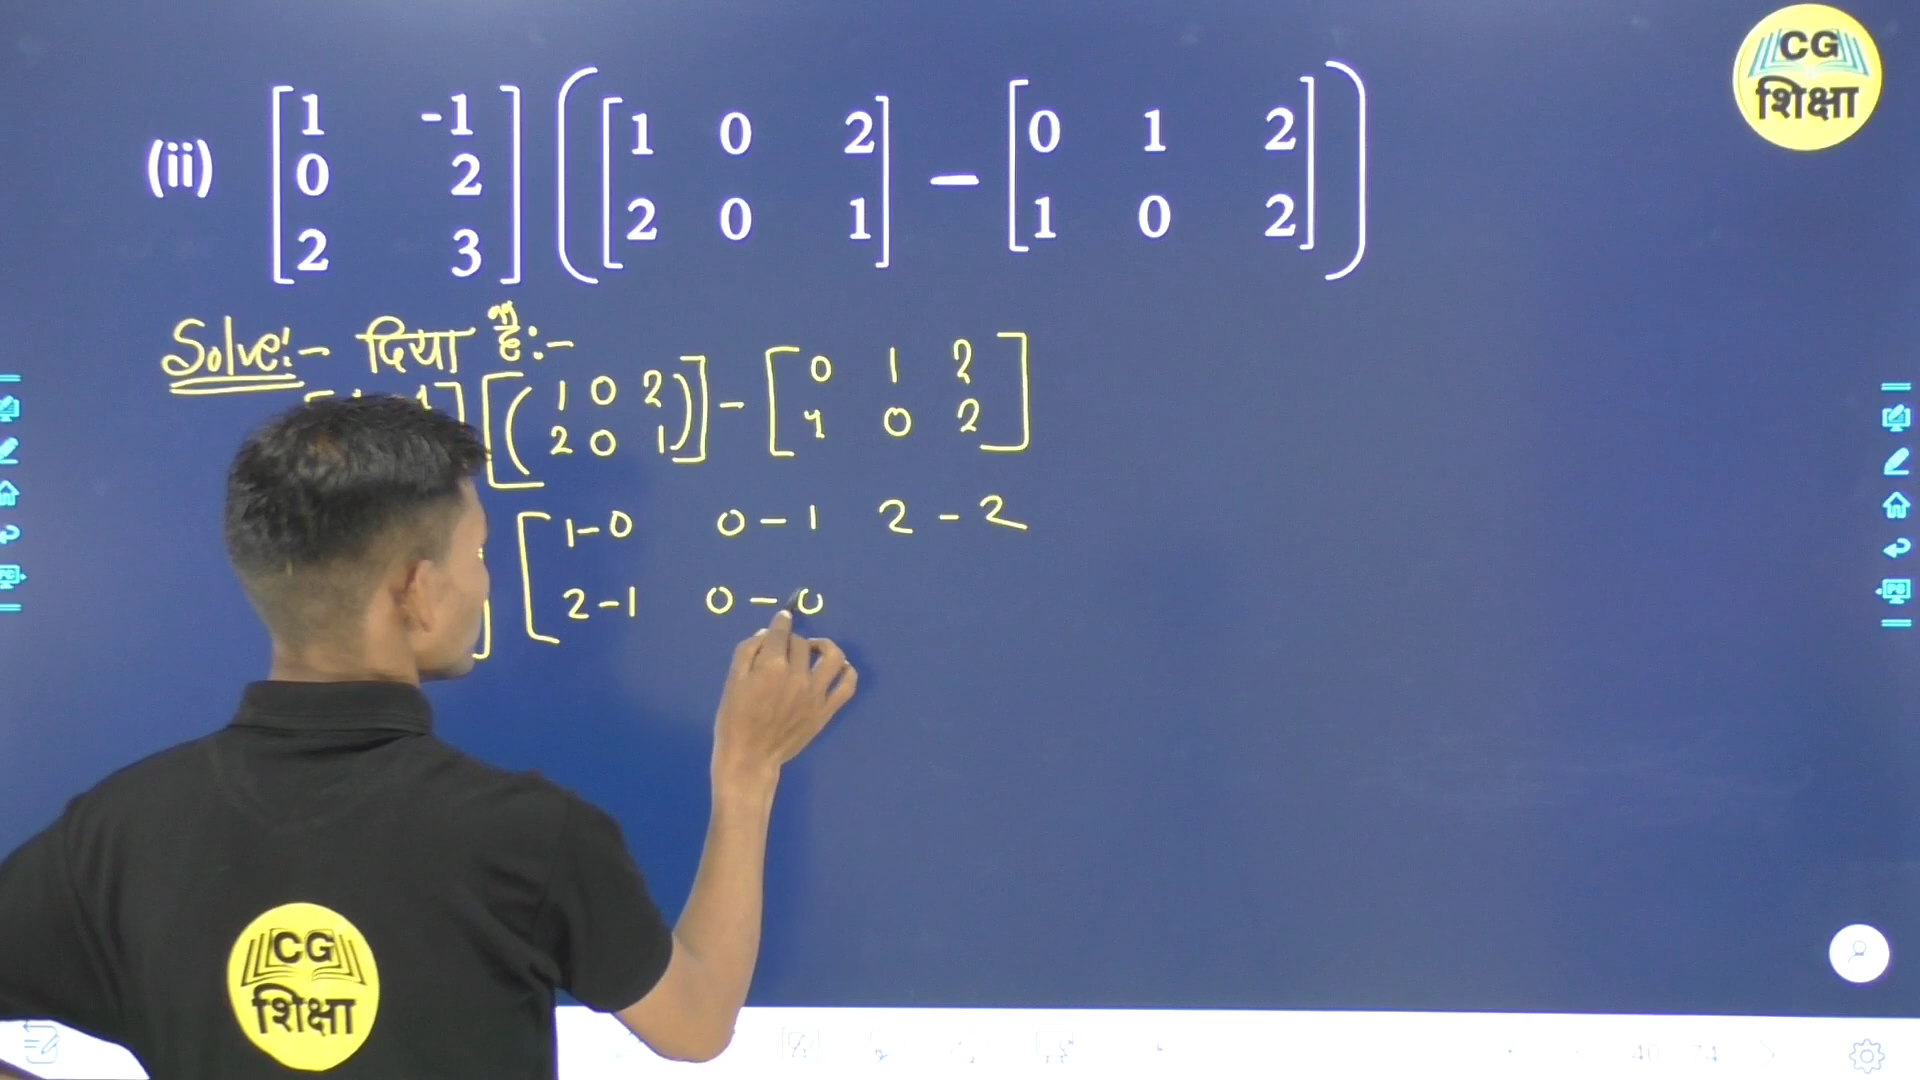 CG
शिक्षा
(ii) [1 -1 0 2 2 3] ([1 0 2 2 0 1] - [0 1 2 1 0 2])
Solve:- दिया है:-
[(1 0 2 2 0 1)] - [0 1 2 1 0 2]
[1-0 0-1 2-2
2-1 0-0
CG
शिक्षा